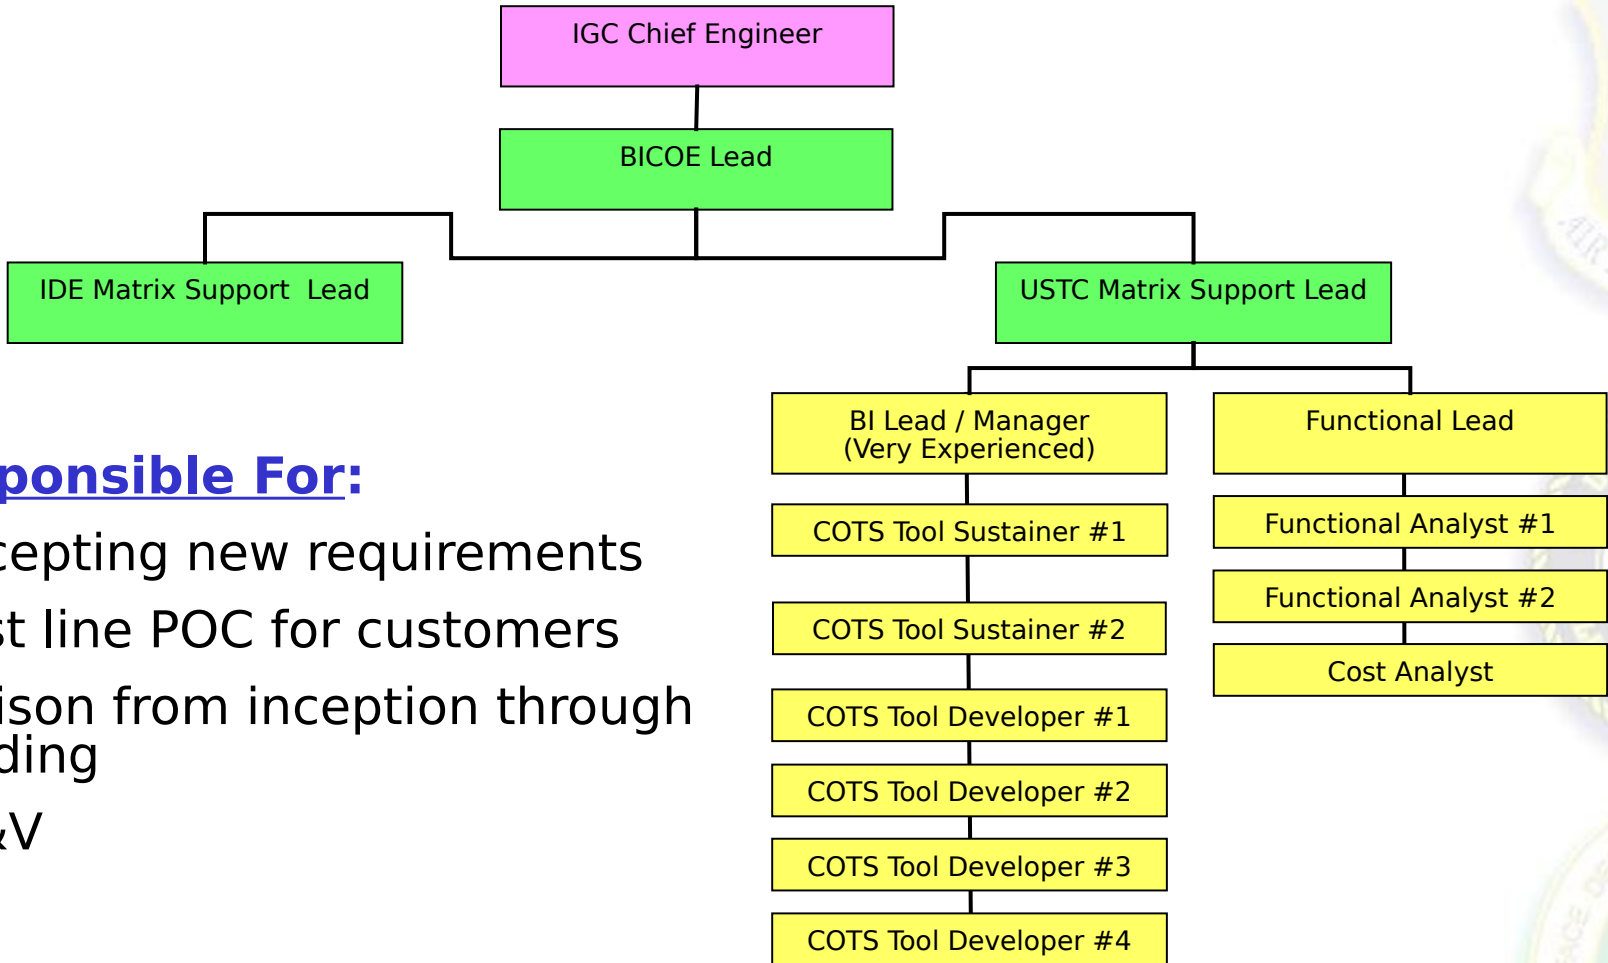 IGC Chief Engineer
BICOE Lead
IDE Matrix Support Lead
USTC Matrix Support Lead
BI Lead / Manager
(Very Experienced)
Functional Lead
COTS Tool Sustainer #1
COTS Tool Sustainer #2
COTS Tool Developer #1
COTS Tool Developer #2
COTS Tool Developer #3
COTS Tool Developer #4
Functional Analyst #1
Functional Analyst #2
Cost Analyst
ponsible For:
cepting new requirements
st line POC for customers
ison from inception through
ding
&V